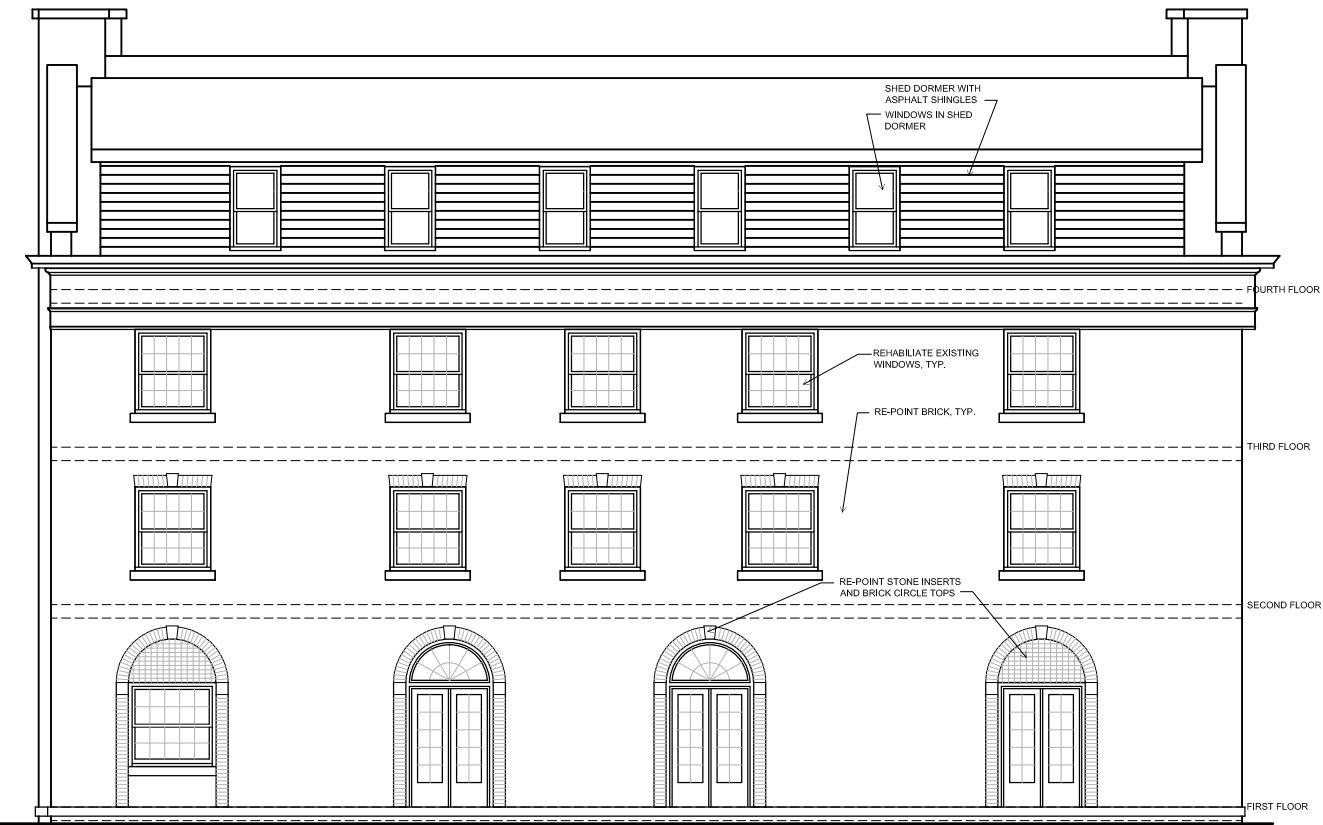 SHED DORMER WITH
ASPHALT SHINGLES
WINDOWS IN SHED
DORMER
FOURTH FLOOR
REHABILIATE EXISTING
WINDOWS, TYP.
RE-POINT BRICK, TYP.
THIRD FLOOR
RE-POINT STONE INSERTS
AND BRICK CIRCLE TOPS
SECOND FLOOR
FIRST FLOOR